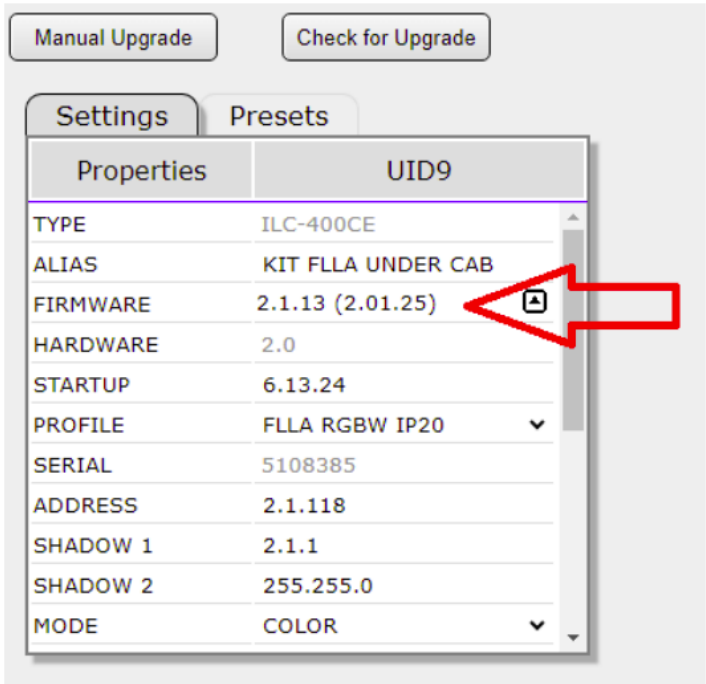 Manual Upgrade Check for Upgrade
Settings Presets
Properties UID9
TYPE ILC-400CE
ALIAS KIT FLLA UNDER CAB
FIRMWARE 2.1.13 (2.01.25)
HARDWARE 2.0
STARTUP 6.13.24
PROFILE FLLA RGBW IP20
SERIAL 5108385
ADDRESS 2.1.118
SHADOW 1 2.1.1
SHADOW 2 255.255.0
MODE COLOR